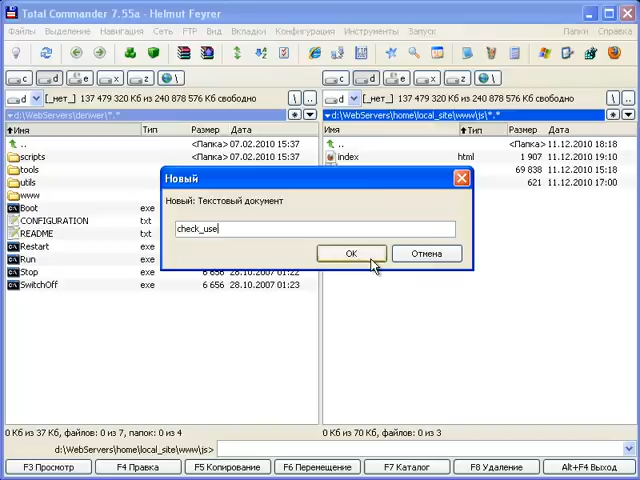 Total Commander 7.55a - Helmut Feyrer
Файлы Выделение Навигация Сеть FTP Вид Вкладки Конфигурация Инструменты Запуск Папки Справка
c d e x z \ c d e x z \
d [_нет_] 137 479 320 Кб из 240 878 576 Кб свободно \ .. d [_нет_] 137 479 320 Кб из 240 878 576 Кб свободно \ ..
d:\WebServers\denwer\*.* * d:\WebServers\home\local_site\www\js\*.* *
Имя Тип Размер Дата Имя Тип Размер Дата
.. <Папка> 07.02.2010 15:37 .. <Папка> 11.12.2010 18:18
scripts <Папка> 07.02.2010 15:37 index html 1 907 11.12.2010 19:10
tools 69 838 11.12.2010 18:15
utils 621 11.12.2010 17:00
www
Boot exe
CONFIGURATION txt
README txt
Restart exe
Run exe
Stop exe 6 656 28.10.2007 01:22
SwitchOff exe 6 656 28.10.2007 01:23
Новый
Новый: Текстовый документ
check_use
OK Отмена
0 Кб из 37 Кб, файлов: 0 из 7, папок: 0 из 4 0 Кб из 70 Кб, файлов: 0 из 3
d:\WebServers\home\local_site\www\js>
F3 Просмотр F4 Правка F5 Копирование F6 Перемещение F7 Каталог F8 Удаление Alt+F4 Выход